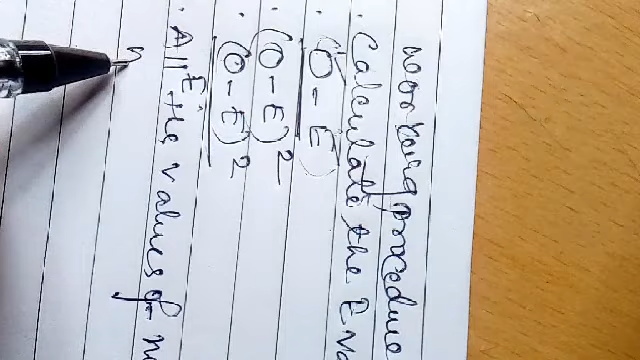 working procedure
• Calculate the E va
• (O - E)
(O - E)²
• (O - E)²
E
• All the values of